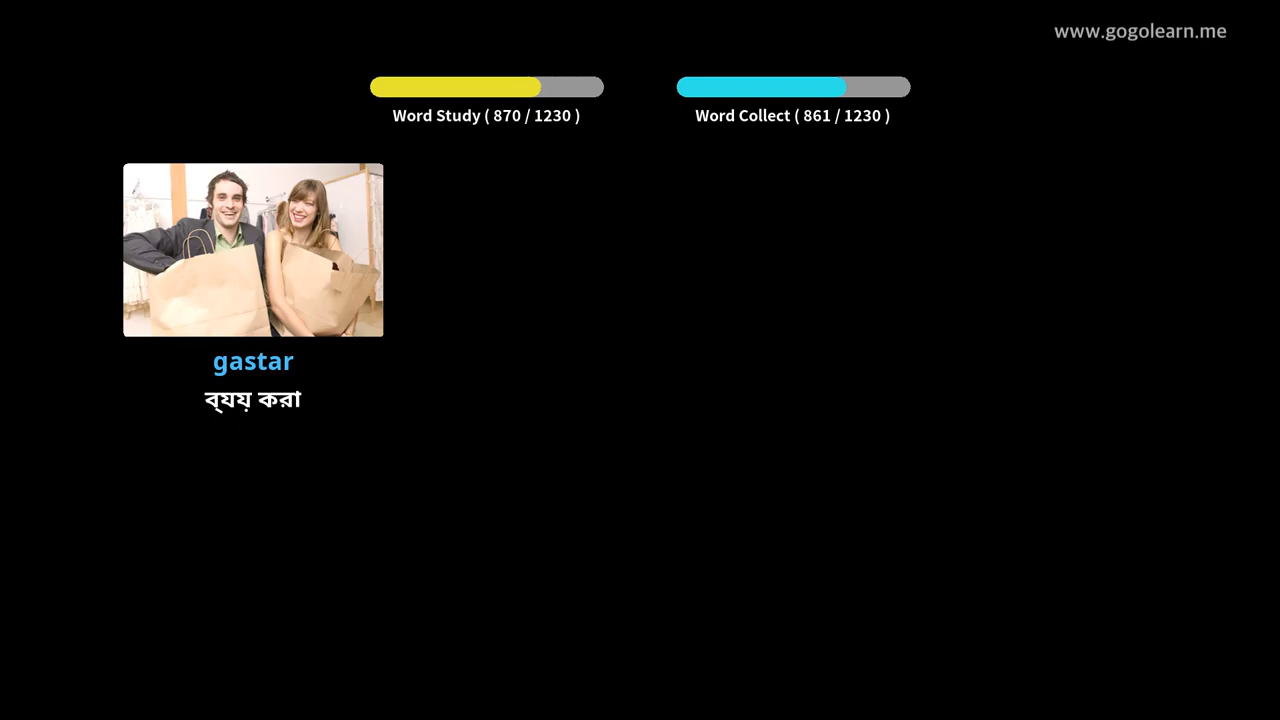 www.gogolearn.me
Word Study ( 870 / 1230 )
Word Collect ( 861 / 1230 )
gastar
ব্যয় করা